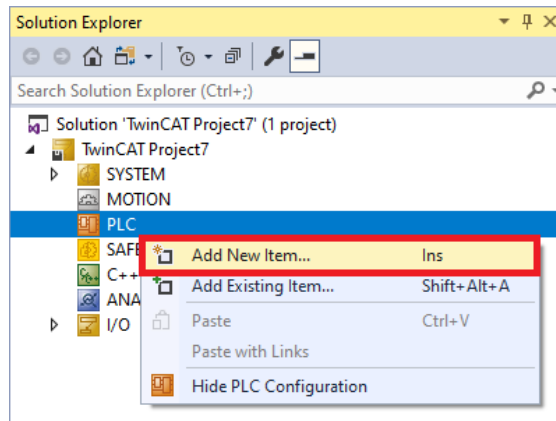 Solution Explorer
Search Solution Explorer (Ctrl+;)
Solution 'TwinCAT Project7' (1 project)
TwinCAT Project7
SYSTEM
MOTION
PLC
SAFE
Add New Item... Ins
C++
Add Existing Item... Shift+Alt+A
ANA
I/O
Paste Ctrl+V
Paste with Links
Hide PLC Configuration